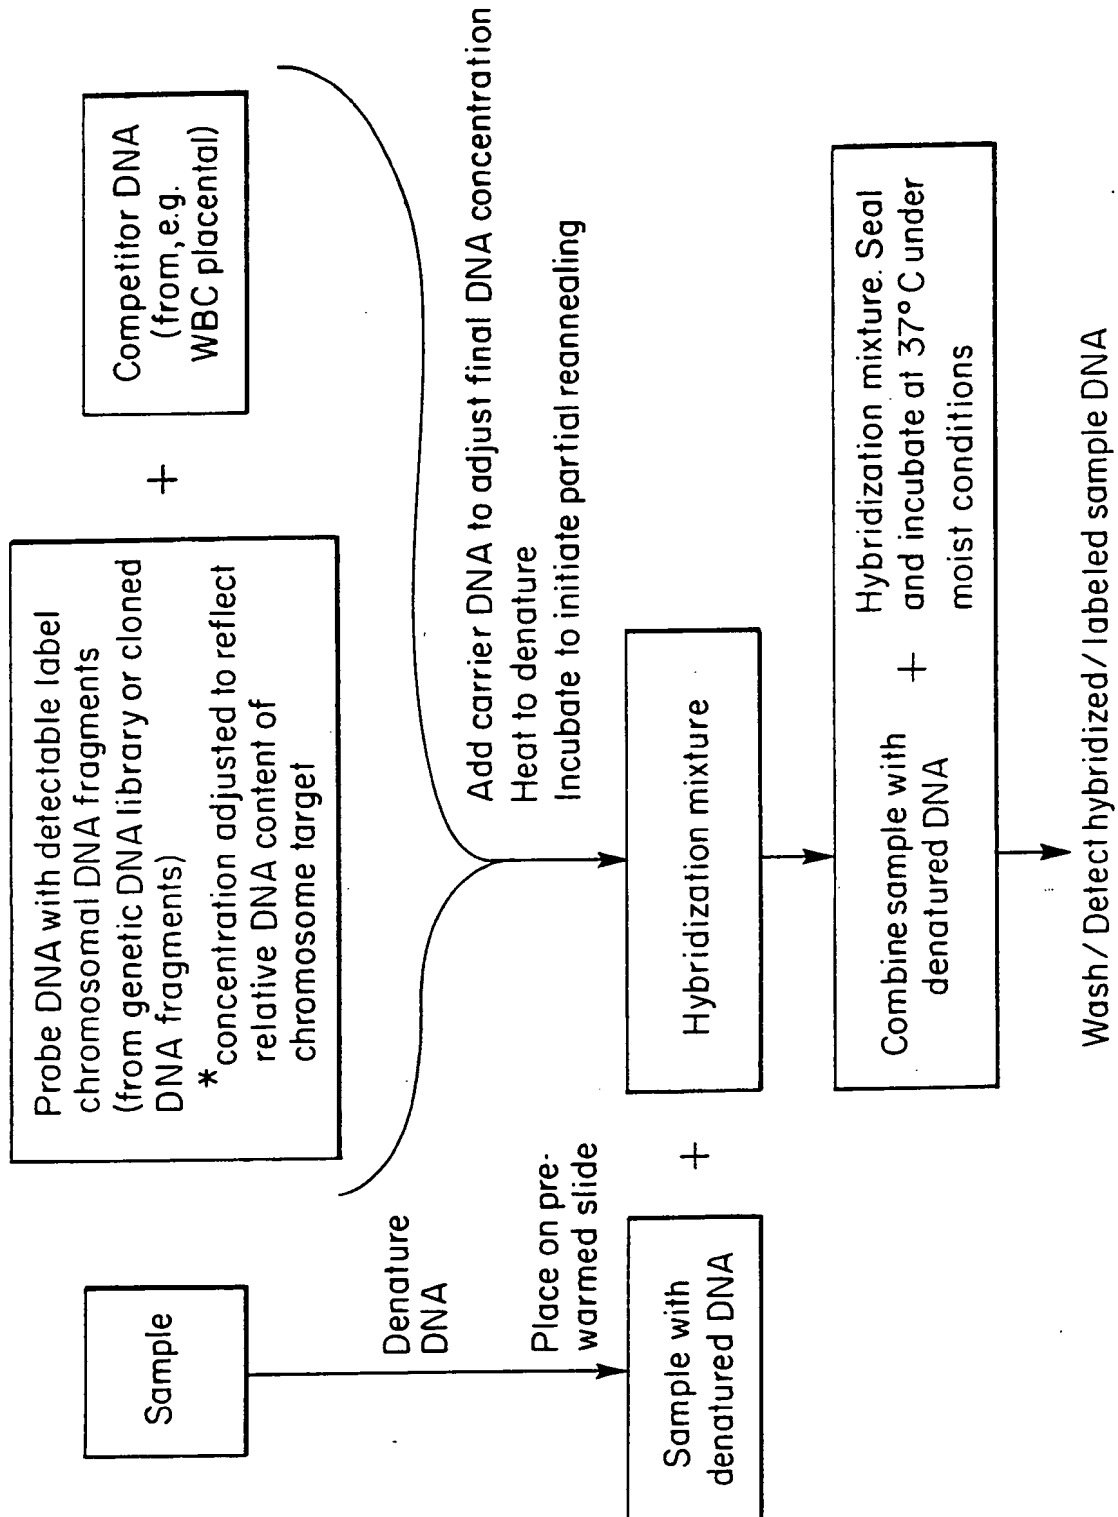 Sample
Probe DNA with detectable label
chromosomal DNA fragments
(from genetic DNA library or cloned
DNA fragments)
*concentration adjusted to reflect
relative DNA content of
chromosome target
+
Competitor DNA
(from, e.g.
WBC placental)
Denature
DNA
Place on pre-
warmed slide
Add carrier DNA to adjust final DNA concentration
Heat to denature
Incubate to initiate partial reannealing
Sample with
denatured DNA
+
Hybridization mixture
Combine sample with
denatured DNA
+
Hybridization mixture. Seal
and incubate at 37°C under
moist conditions
Wash/ Detect hybridized/ labeled sample DNA